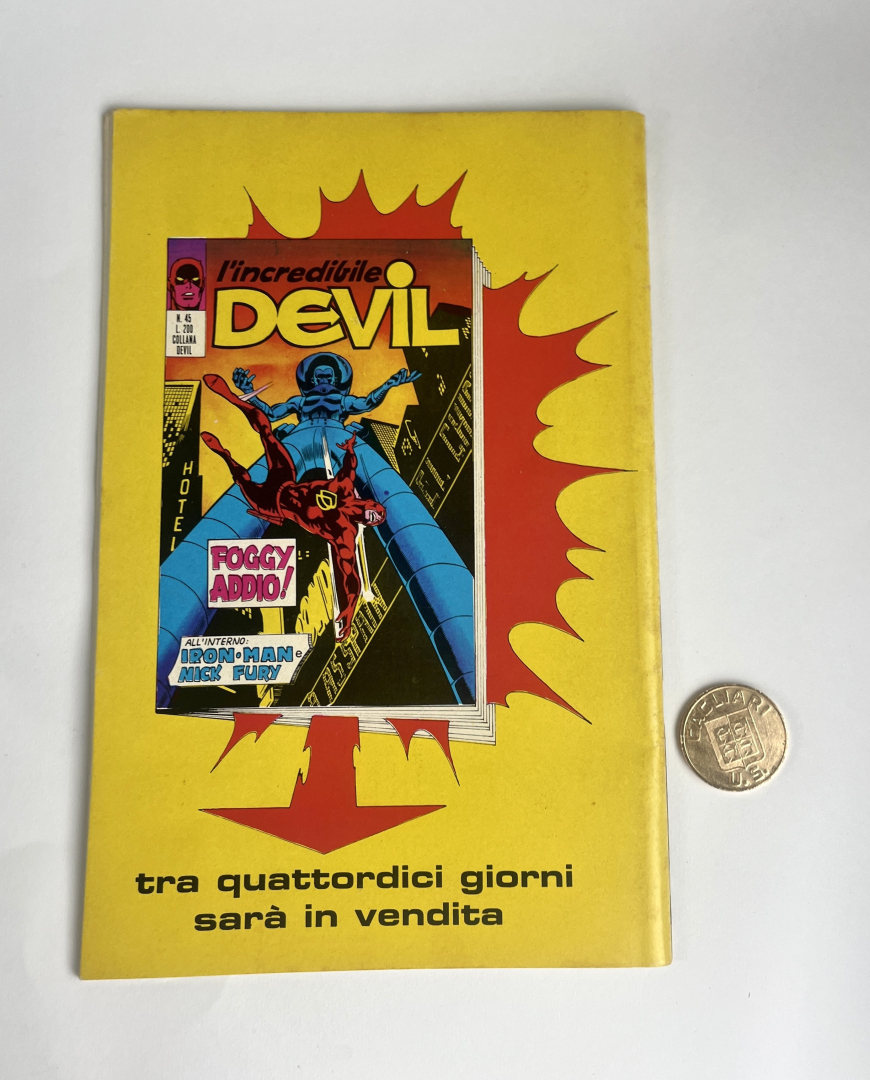 l'incredibile
DEVIL
N. 45
L. 200
COLLANA
DEVIL
HOTEL
FOGGY
ADDIO!
ALL'INTERNO:
IRON-MAN e
NICK FURY
tra quattordici giorni
sarà in vendita
CAGLIARI
U.S.